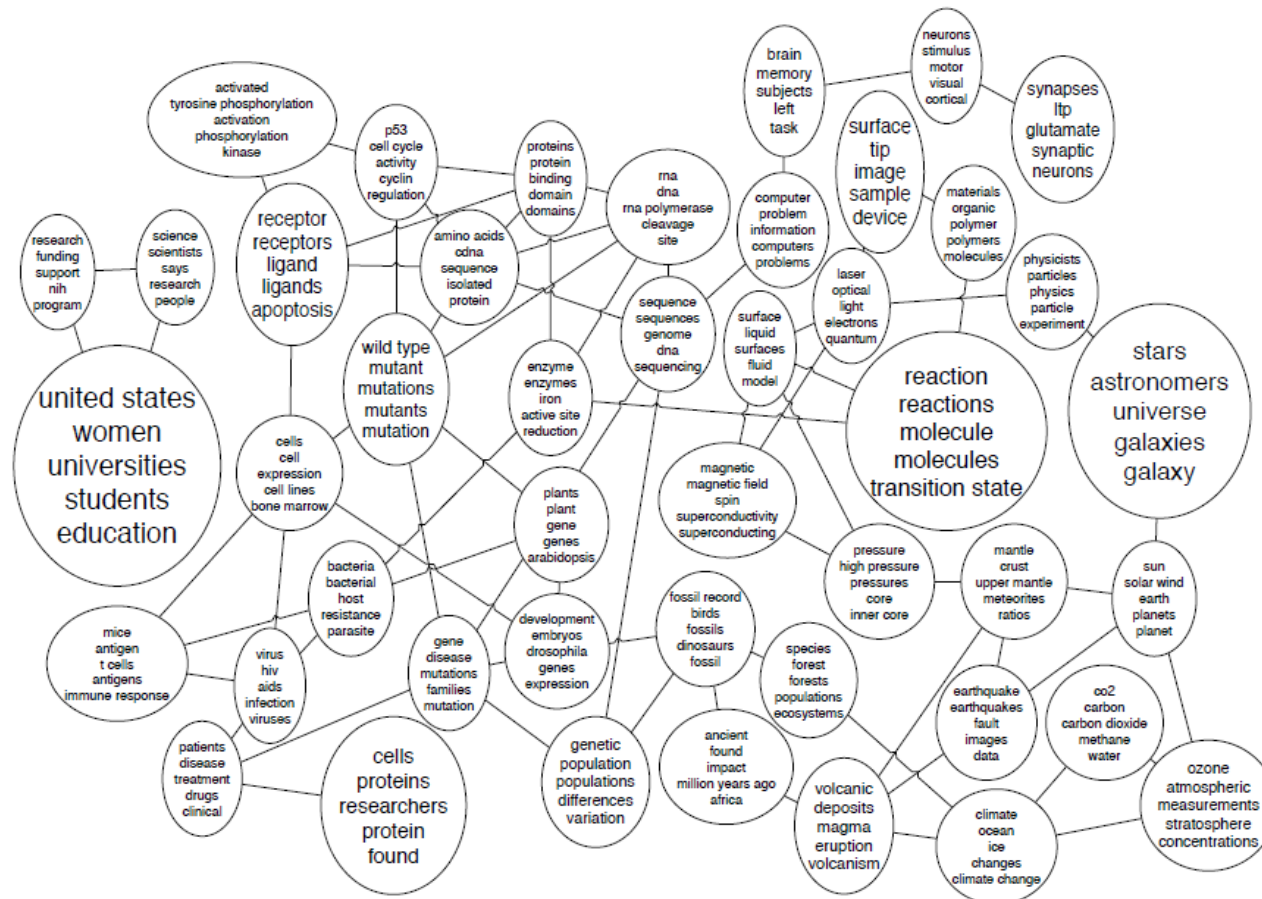 neurons
stimulus
motor
visual
cortical
brain
memory
subjects
left
task
synapses
ltp
glutamate
synaptic
neurons
activated
tyrosine phosphorylation
activation
phosphorylation
kinase
p53
cell cycle
activity
cyclin
regulation
proteins
protein
binding
domain
domains
rna
dna
rna polymerase
cleavage
site
surface
tip
image
sample
device
computer
problem
information
computers
problems
materials
organic
polymer
polymers
molecules
research
funding
support
nih
program
science
scientists
says
research
people
receptor
receptors
ligand
ligands
apoptosis
amino acids
cdna
sequence
isolated
protein
laser
optical
light
electrons
quantum
physicists
particles
physics
particle
experiment
sequence
sequences
genome
dna
sequencing
surface
liquid
surfaces
fluid
model
wild type
mutant
mutations
mutants
mutation
enzyme
enzymes
iron
active site
reduction
reaction
reactions
molecule
molecules
transition state
stars
astronomers
universe
galaxies
galaxy
united states
women
universities
students
education
cells
cell
expression
cell lines
bone marrow
magnetic
magnetic field
spin
superconductivity
superconducting
plants
plant
gene
genes
arabidopsis
pressure
high pressure
pressures
core
inner core
mantle
crust
upper mantle
meteorites
ratios
sun
solar wind
earth
planets
planet
bacteria
bacterial
host
resistance
parasite
fossil record
birds
fossils
dinosaurs
fossil
mice
antigen
t cells
antigens
immune response
gene
disease
mutations
families
mutation
development
embryos
drosophila
genes
expression
species
forest
forests
populations
ecosystems
virus
hiv
aids
infection
viruses
earthquake
earthquakes
fault
images
data
co2
carbon
carbon dioxide
methane
water
ancient
found
impact
million years ago
africa
patients
disease
treatment
drugs
clinical
cells
proteins
researchers
protein
found
genetic
population
populations
differences
variation
volcanic
deposits
magma
eruption
volcanism
ozone
atmospheric
measurements
stratosphere
concentrations
climate
ocean
ice
changes
climate change